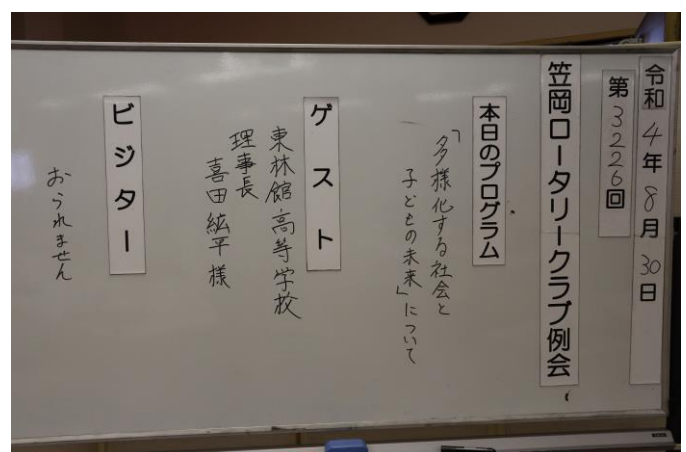 令和4年8月30日
第3226回
笠岡ロータリークラブ例会
本日のプログラム
「多様化する社会と
子どもの未来」について
ゲスト
東林館高等学校
理事長
喜田紘平様
ビジター
おられません